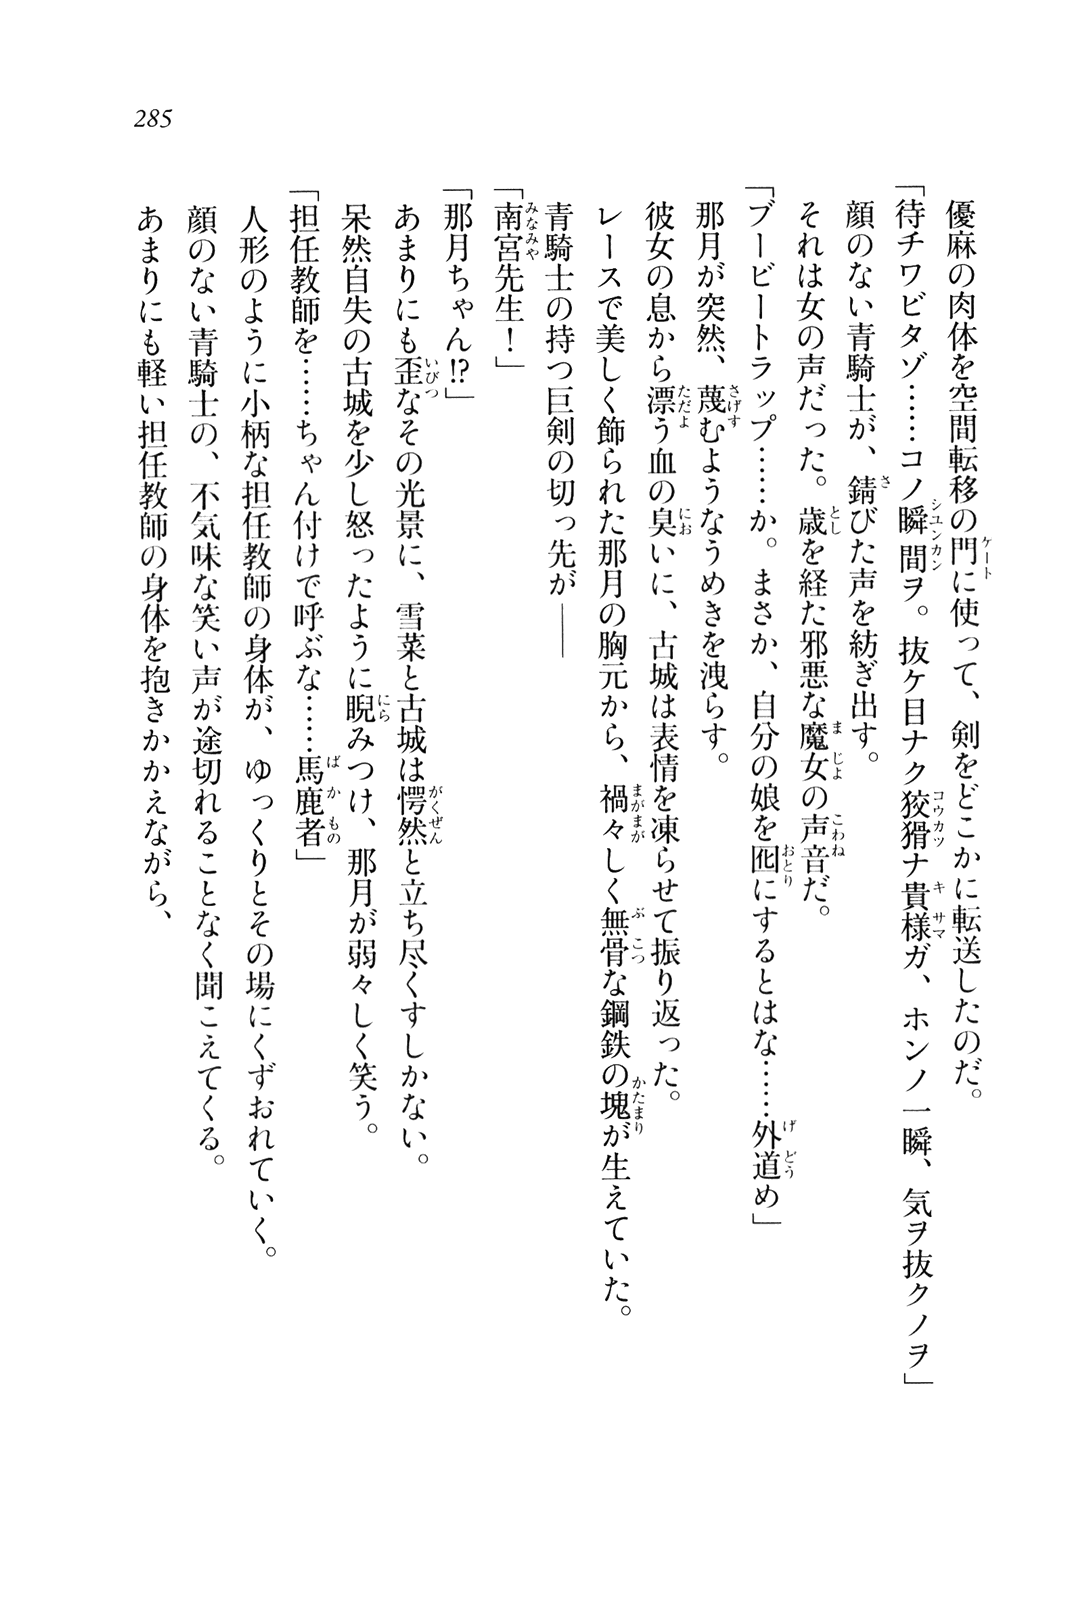 285
優麻の肉体を空間転移の門に使って、剣をどこかに転送したのだ。
「待チワビタゾ……コノ瞬間ヲ。抜ケ目ナク狡猾ナ貴様ガ、ホンノ一瞬、気ヲ抜クノヲ」
顔のない青騎士が、錆びた声を紡ぎ出す。
それは女の声だった。歳を経た邪悪な魔女の声音だ。
「ブービートラップ……か。まさか、自分の娘を囮にするとはな……外道め」
那月が突然、蔑むようなうめきを洩らす。
彼女の息から漂う血の臭いに、古城は表情を凍らせて振り返った。
レースで美しく飾られた那月の胸元から、禍々しく無骨な鋼鉄の塊が生えていた。
青騎士の持つ巨剣の切っ先が――
「南宮先生！」
「那月ちゃん!?」
あまりにも歪なその光景に、雪菜と古城は愕然と立ち尽くすしかない。
呆然自失の古城を少し怒ったように睨みつけ、那月が弱々しく笑う。
「担任教師を……ちゃん付けで呼ぶな……馬鹿者」
人形のように小柄な担任教師の身体が、ゆっくりとその場にくずおれていく。
顔のない青騎士の、不気味な笑い声が途切れることなく聞こえてくる。
あまりにも軽い担任教師の身体を抱きかかえながら、